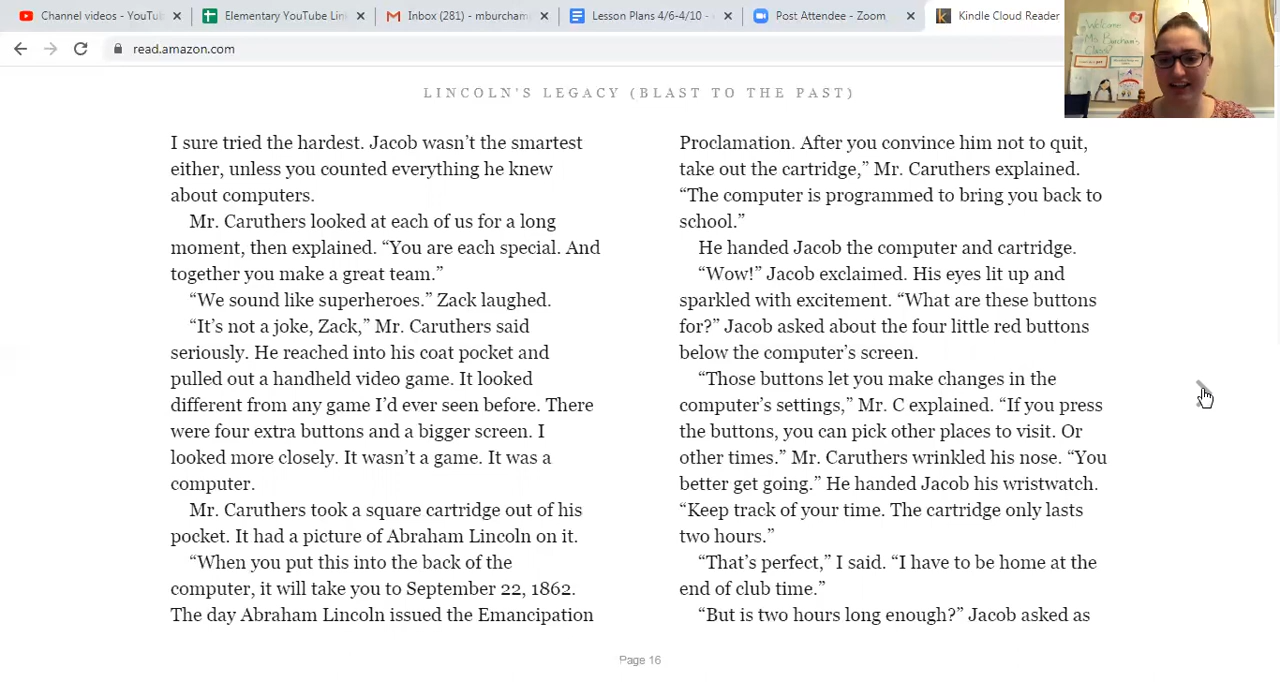 Channel videos - YouTu
Elementary YouTube Lin
Inbox (281) - mburcham
Lesson Plans 4/6-4/10 -
Post Attendee - Zoom
Kindle Cloud Reader
read.amazon.com
Welcome
Ms. Burcham's
Class
LINCOLN'S LEGACY (BLAST TO THE PAST)
I sure tried the hardest. Jacob wasn’t the smartest
either, unless you counted everything he knew
about computers.
Mr. Caruthers looked at each of us for a long
moment, then explained. “You are each special. And
together you make a great team.”
“We sound like superheroes.” Zack laughed.
“It’s not a joke, Zack,” Mr. Caruthers said
seriously. He reached into his coat pocket and
pulled out a handheld video game. It looked
different from any game I’d ever seen before. There
were four extra buttons and a bigger screen. I
looked more closely. It wasn’t a game. It was a
computer.
Mr. Caruthers took a square cartridge out of his
pocket. It had a picture of Abraham Lincoln on it.
“When you put this into the back of the
computer, it will take you to September 22, 1862.
The day Abraham Lincoln issued the Emancipation
Proclamation. After you convince him not to quit,
take out the cartridge,” Mr. Caruthers explained.
“The computer is programmed to bring you back to
school.”
He handed Jacob the computer and cartridge.
“Wow!” Jacob exclaimed. His eyes lit up and
sparkled with excitement. “What are these buttons
for?” Jacob asked about the four little red buttons
below the computer’s screen.
“Those buttons let you make changes in the
computer’s settings,” Mr. C explained. “If you press
the buttons, you can pick other places to visit. Or
other times.” Mr. Caruthers wrinkled his nose. “You
better get going.” He handed Jacob his wristwatch.
“Keep track of your time. The cartridge only lasts
two hours.”
“That’s perfect,” I said. “I have to be home at the
end of club time.”
“But is two hours long enough?” Jacob asked as
Page 16